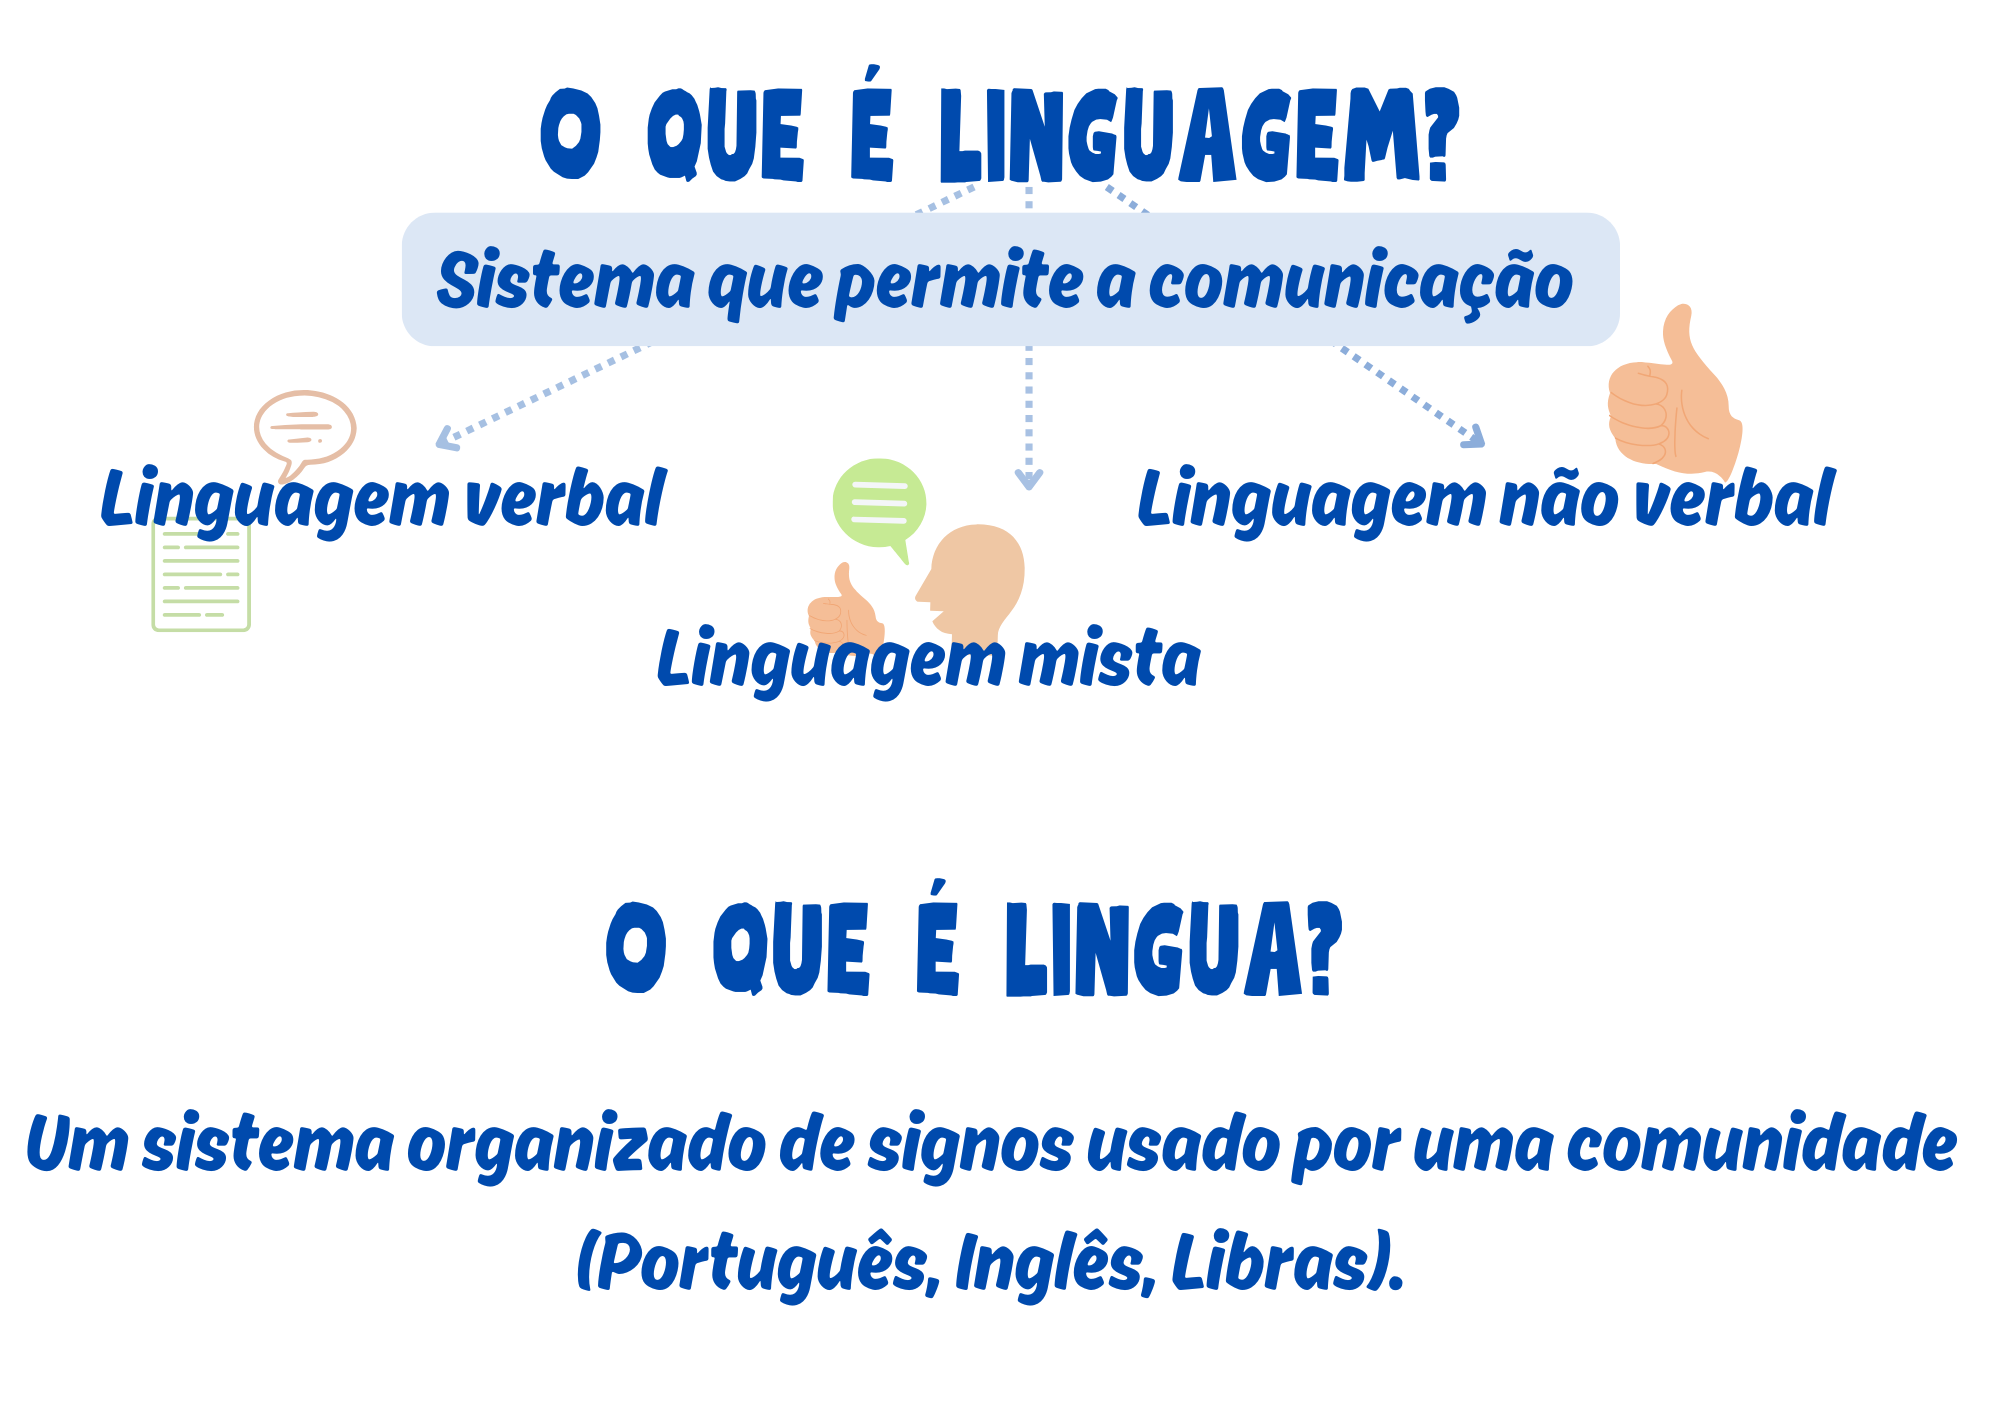 O QUE É LINGUAGEM?
Sistema que permite a comunicação
Linguagem verbal
Linguagem não verbal
Linguagem mista
O QUE É LINGUA?
Um sistema organizado de signos usado por uma comunidade
(Português, Inglês, Libras).